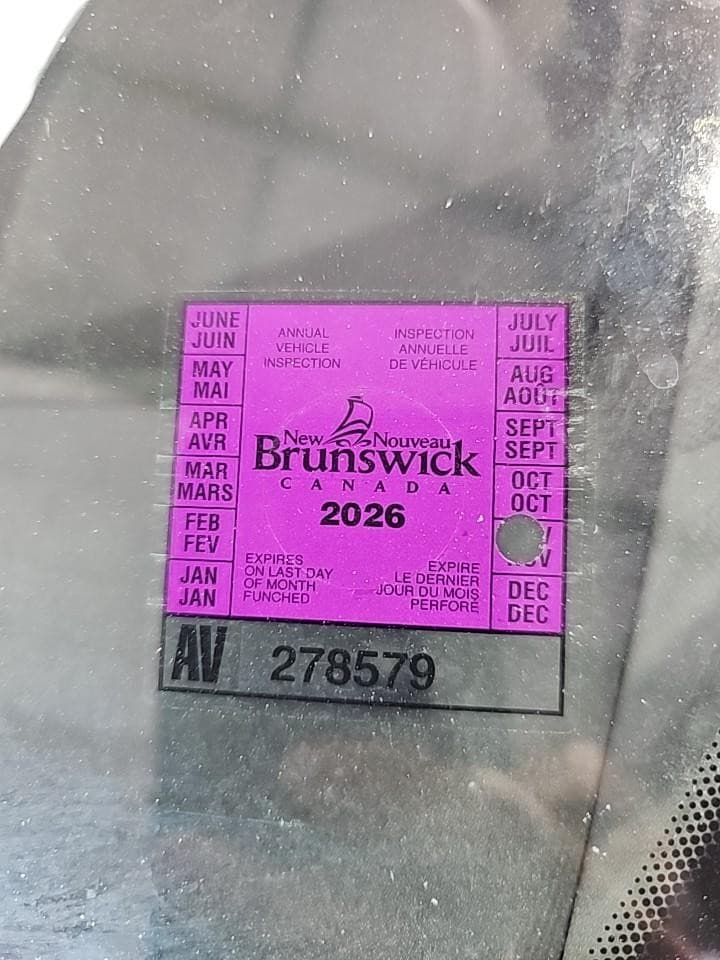 JUNE
JUIN
MAY
MAI
APR
AVR
MAR
MARS
FEB
FEV
JAN
JAN
ANNUAL
VEHICLE
INSPECTION
INSPECTION
ANNUELLE
DE VÉHICULE
New Nouveau
Brunswick
CANADA
2026
EXPIRES
ON LAST DAY
OF MONTH
FUNCHED
EXPIRE
LE DERNIER
JOUR DU MOIS
PERFORÉ
JULY
JUIL
AUG
AOÛT
SEPT
SEPT
OCT
OCT
DEC
DEC
AV 278579